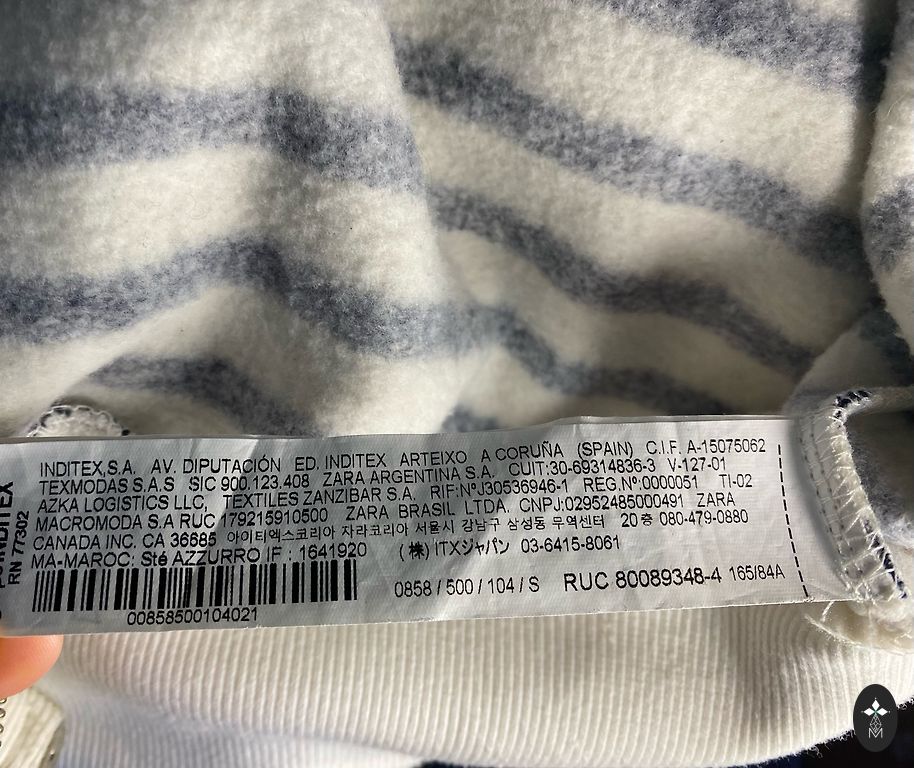 INDITEX
RN 77302
INDITEX,S.A. AV. DIPUTACIÓN ED. INDITEX ARTEIXO A CORUÑA (SPAIN) C.I.F. A-15075062
TEXMODAS S.A.S SIC 900.123.408 ZARA ARGENTINA S.A. CUIT:30-69314836-3 V-127-01
AZKA LOGISTICS LLC, TEXTILES ZANZIBAR S.A. RIF:Nº J30536946-1 REG.Nº:0000051 TI-02
MACROMODA S.A RUC 179215910500 ZARA BRASIL LTDA. CNPJ:02952485000491 ZARA
CANADA INC. CA 36685 아이티엑스코리아 자라코리아 서울시 강남구 삼성동 무역센터 20층 080-479-0880
MA-MAROC: Sté AZZURRO IF : 1641920 (株) ITXジャパン 03-6415-8061
0858 / 500 / 104 / S RUC 80089348-4 165/84A
00858500104021
M